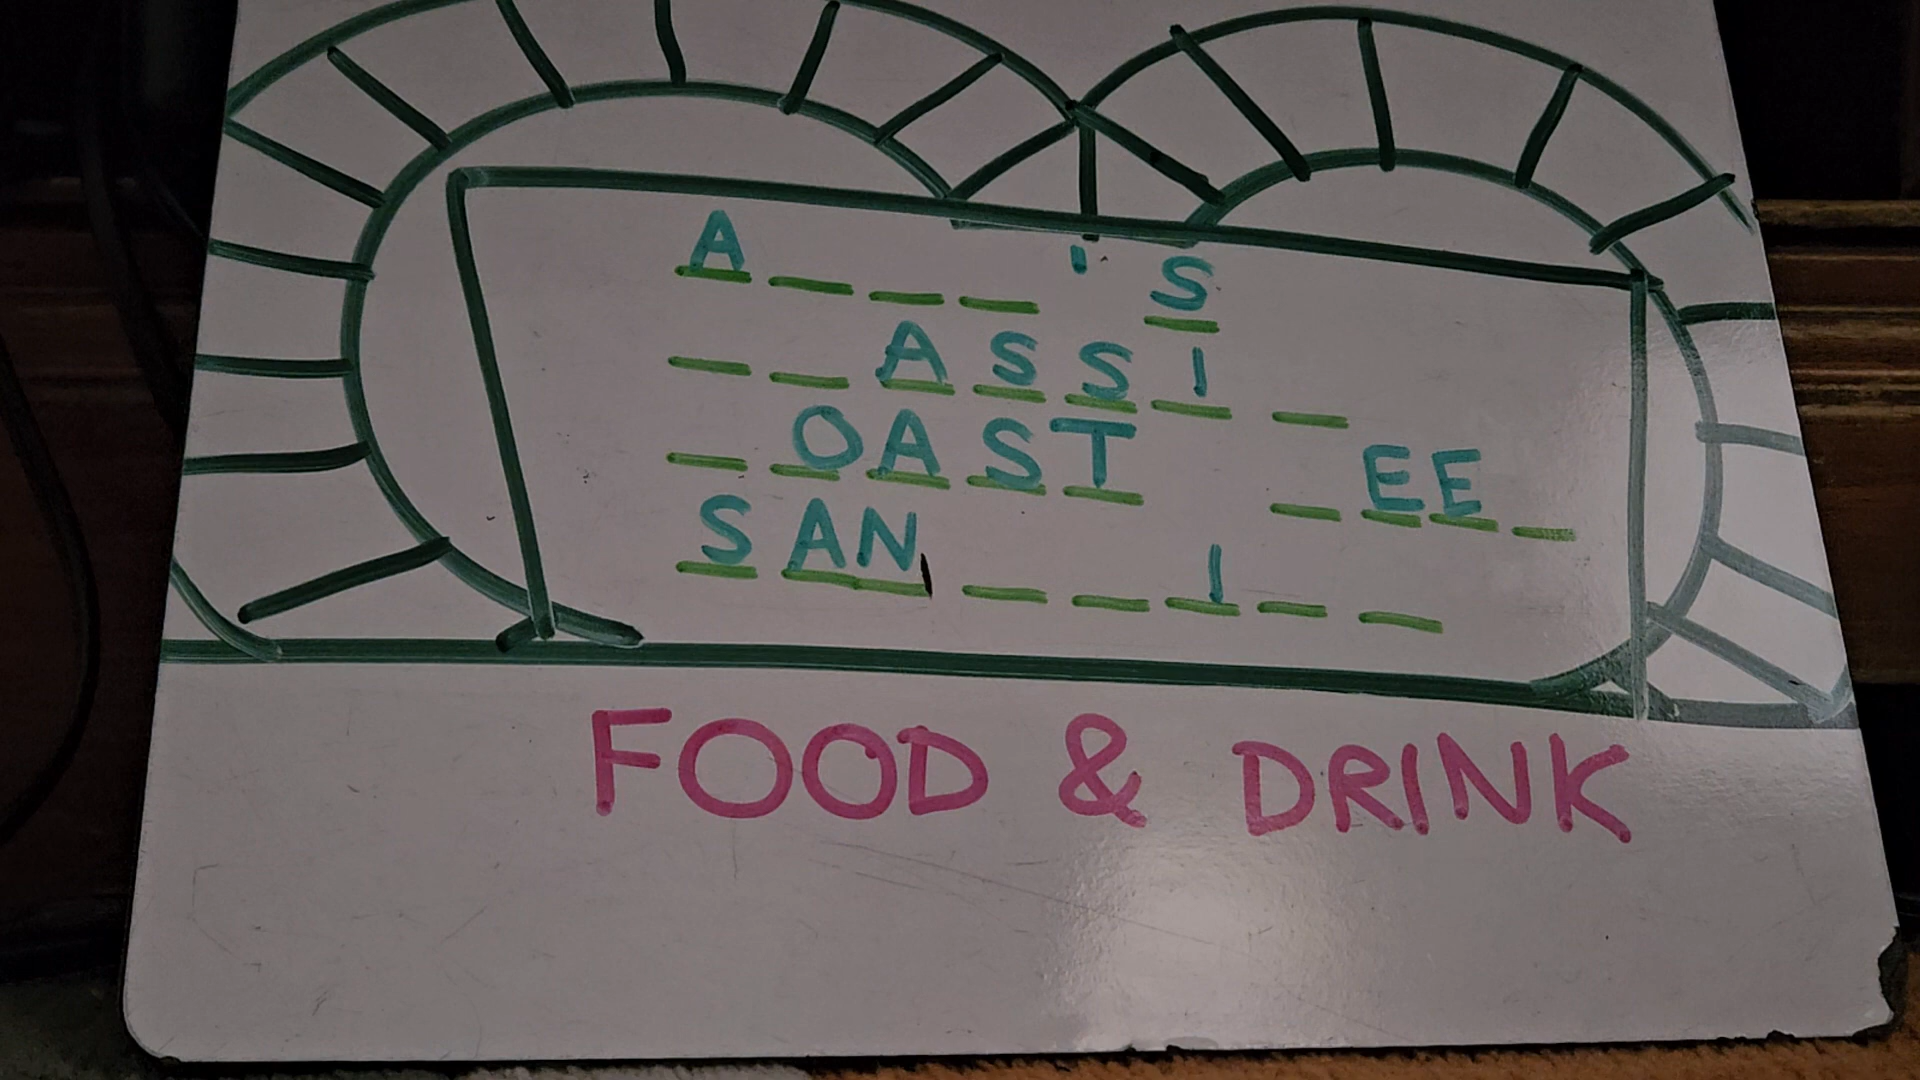 A _ _ _ ' S
_ _ A S S I _ _
_ O A S T _ E E _
S A N _ _ I _ _
FOOD & DRINK